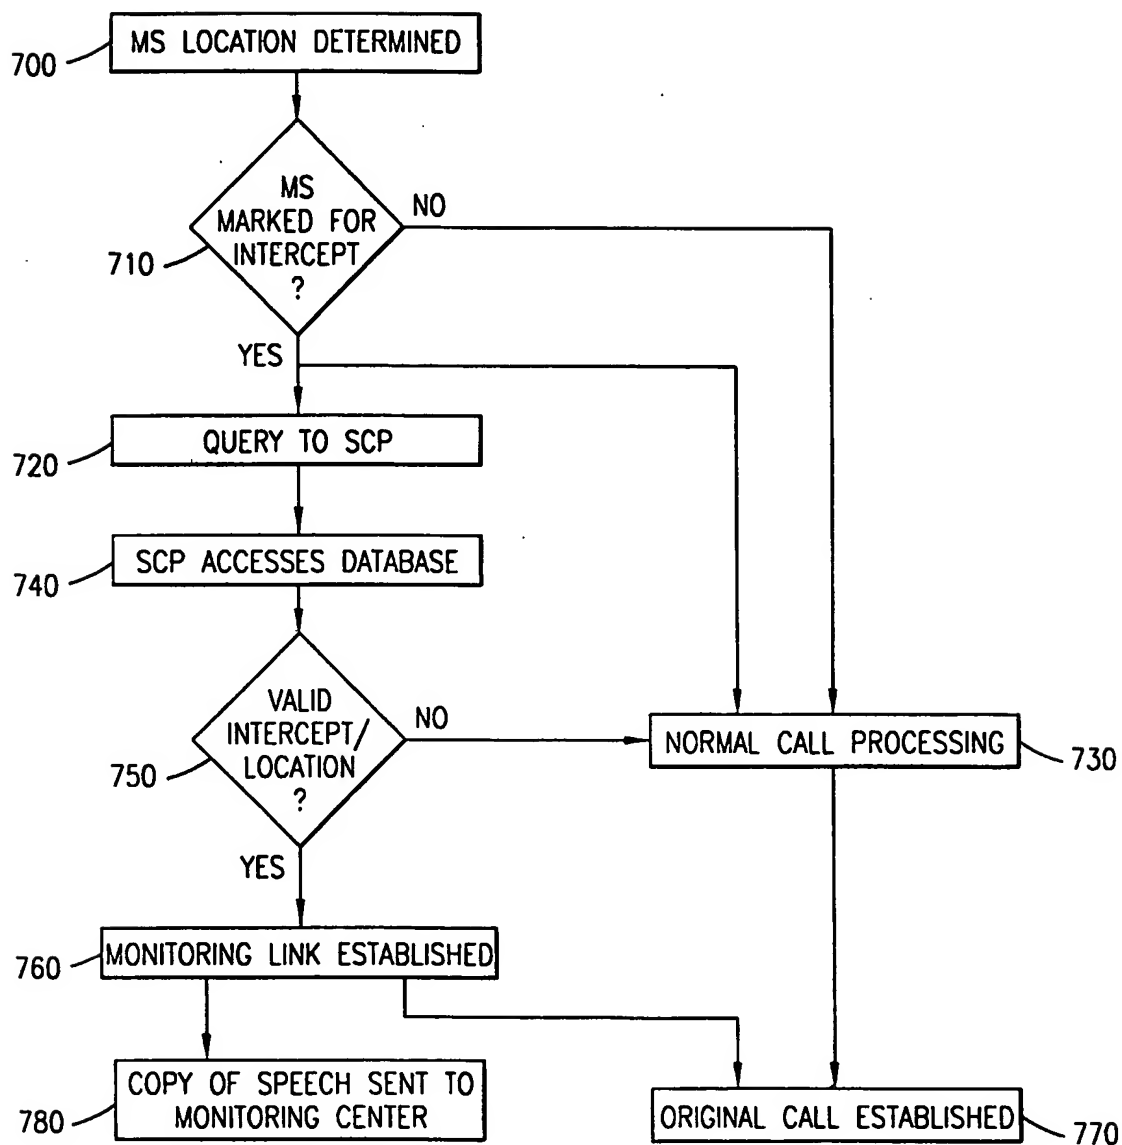 MS LOCATION DETERMINED
700
MS
MARKED FOR
INTERCEPT
?
NO
710
YES
QUERY TO SCP
720
SCP ACCESSES DATABASE
740
VALID
INTERCEPT/
LOCATION
?
NO
750
NORMAL CALL PROCESSING
730
YES
MONITORING LINK ESTABLISHED
760
COPY OF SPEECH SENT TO
MONITORING CENTER
780
ORIGINAL CALL ESTABLISHED
770